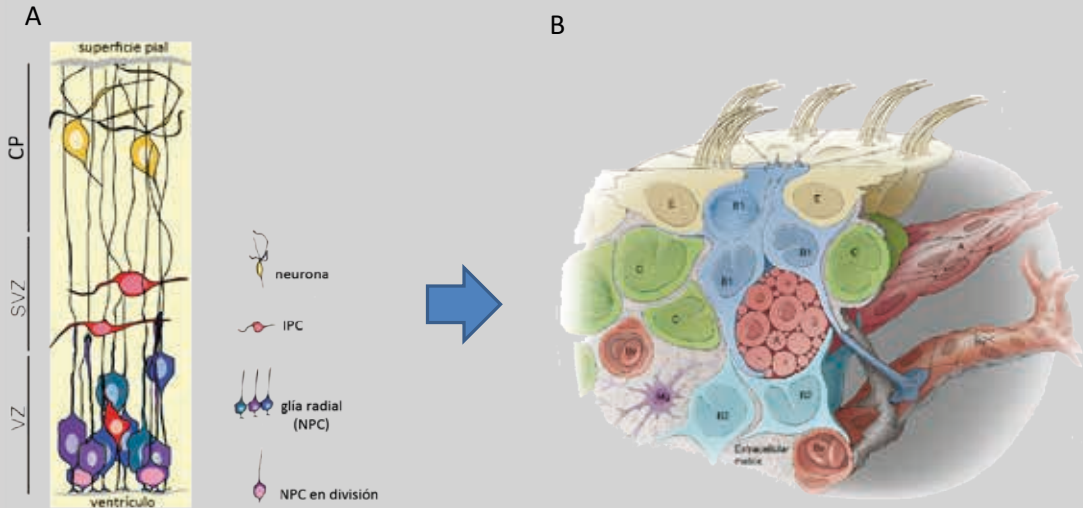 A
superficie pial
CP
SVZ
VZ
ventrículo
neurona
IPC
glía radial
(NPC)
NPC en división
B
E
B1
E
B1
B1
C
C
C
A
A
Mg
B2
B2
Extracellular
matrix